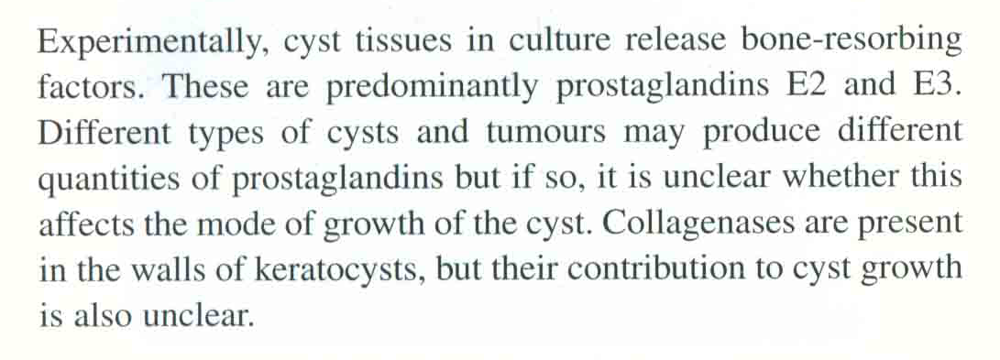 Experimentally, cyst tissues in culture release bone-resorbing
factors. These are predominantly prostaglandins E2 and E3.
Different types of cysts and tumours may produce different
quantities of prostaglandins but if so, it is unclear whether this
affects the mode of growth of the cyst. Collagenases are present
in the walls of keratocysts, but their contribution to cyst growth
is also unclear.